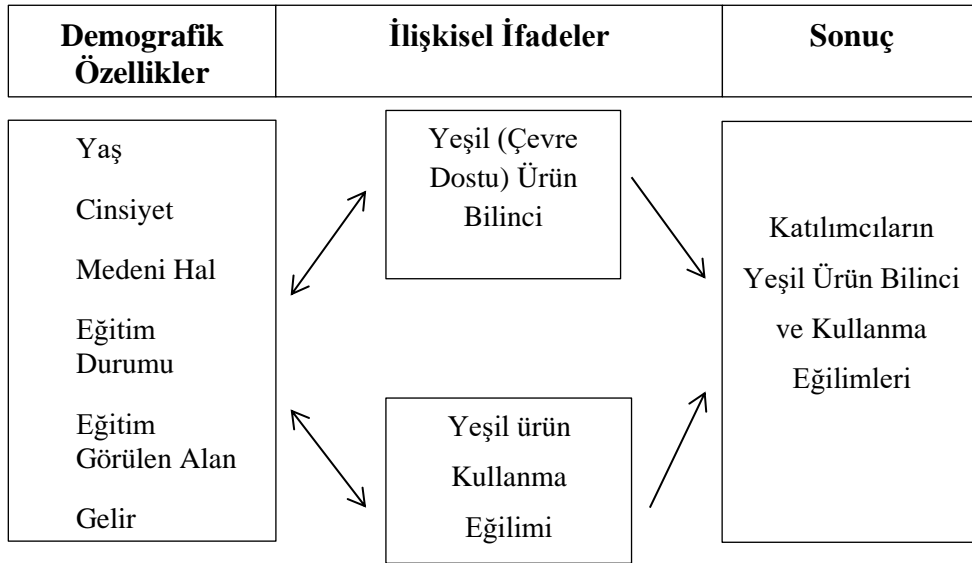 Demografik
Özellikler
İlişkisel İfadeler
Sonuç
Yaş
Cinsiyet
Medeni Hal
Eğitim
Durumu
Eğitim
Görülen Alan
Gelir
Yeşil (Çevre
Dostu) Ürün
Bilinci
Yeşil ürün
Kullanma
Eğilimi
Katılımcıların
Yeşil Ürün Bilinci
ve Kullanma
Eğilimleri